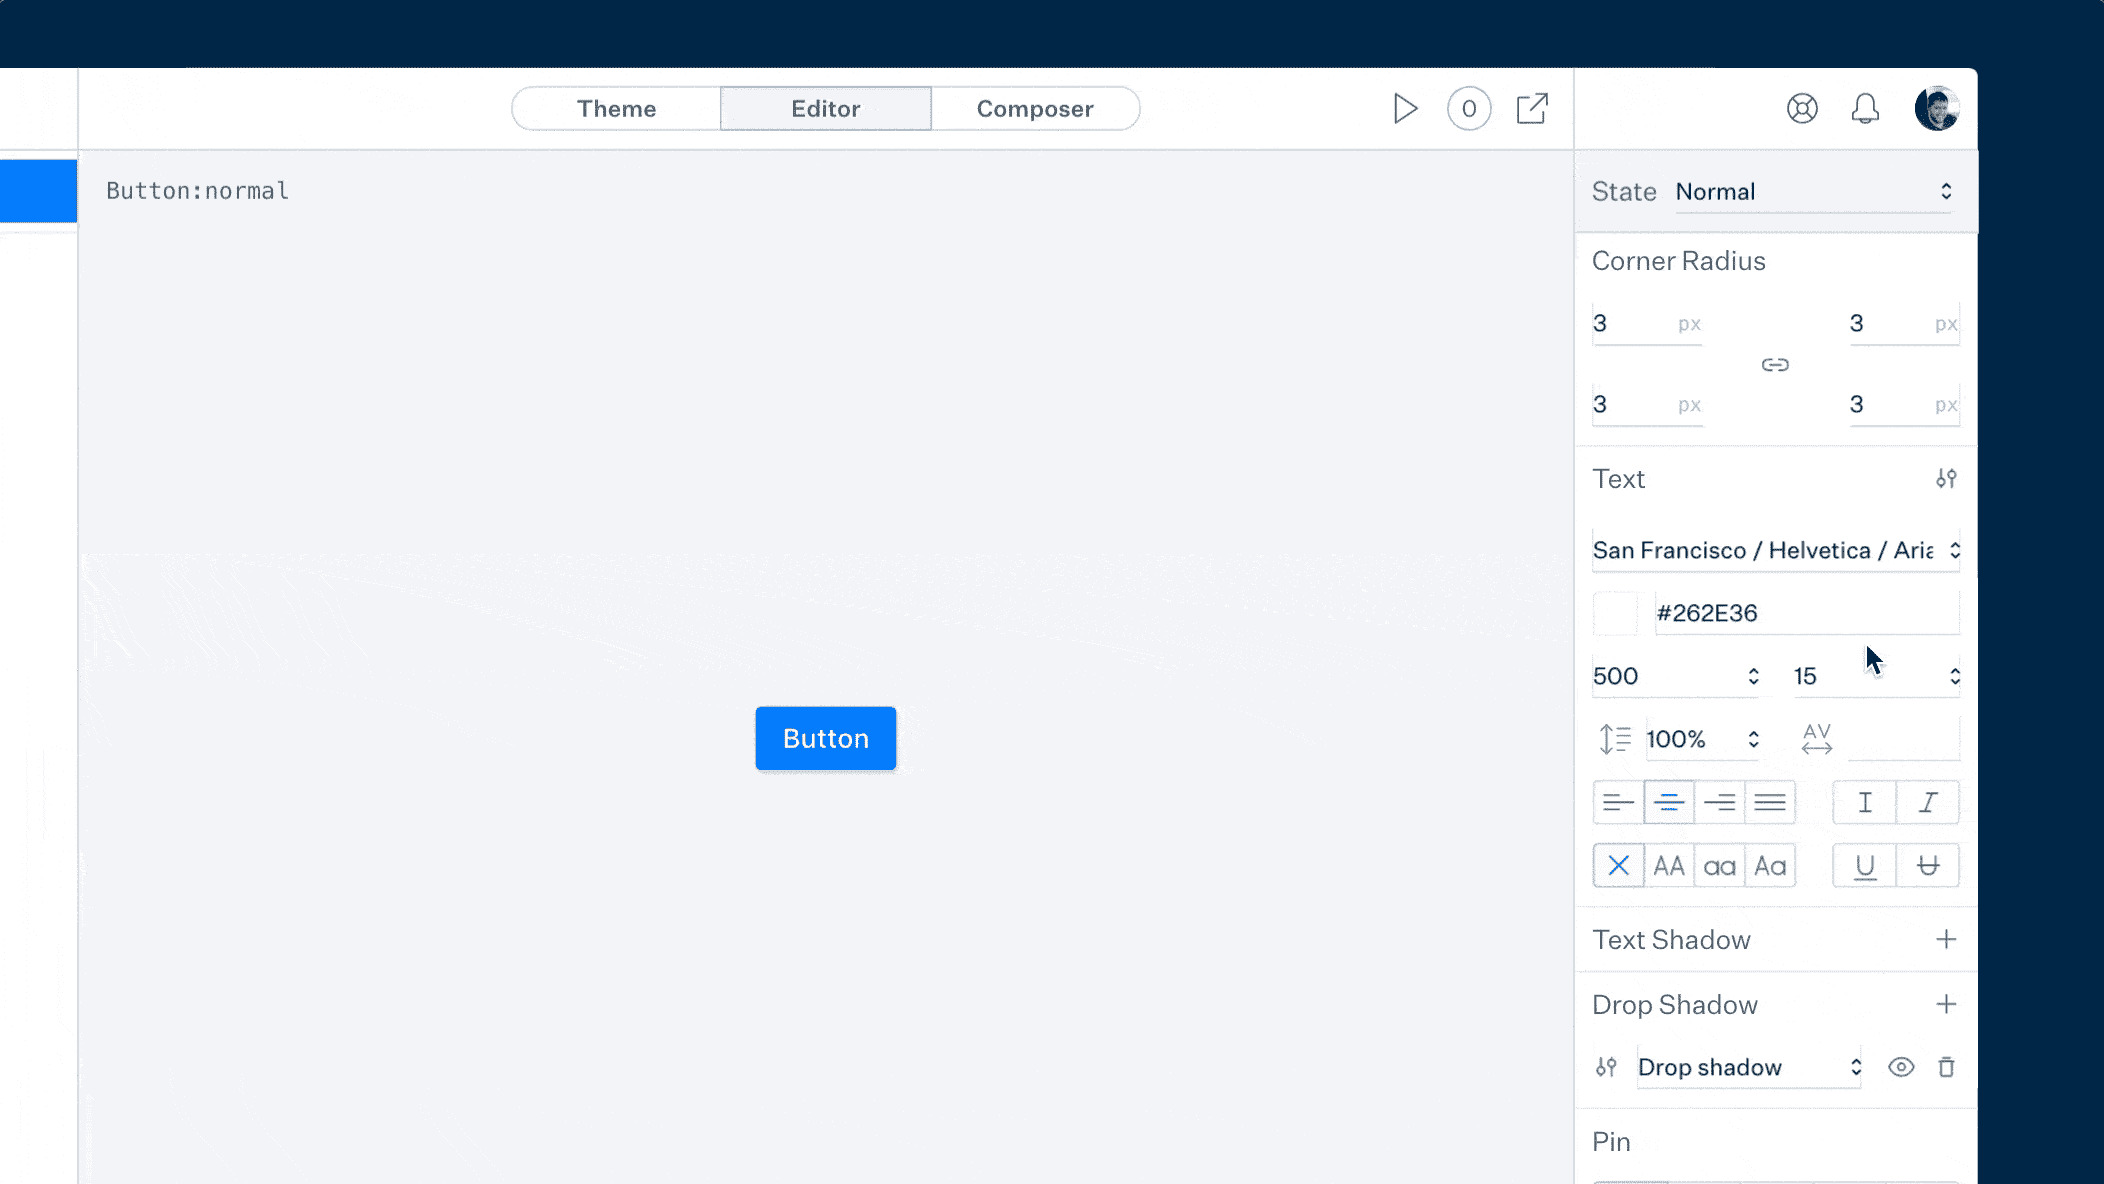 Theme Editor Composer 0
Button:normal
State Normal
Corner Radius
3 px 3 px
3 px 3 px
Text
San Francisco / Helvetica / Aria
#262E36
500 15
100% AV
I I
AA aa Aa U U
Text Shadow
Drop Shadow
Drop shadow
Pin
Button